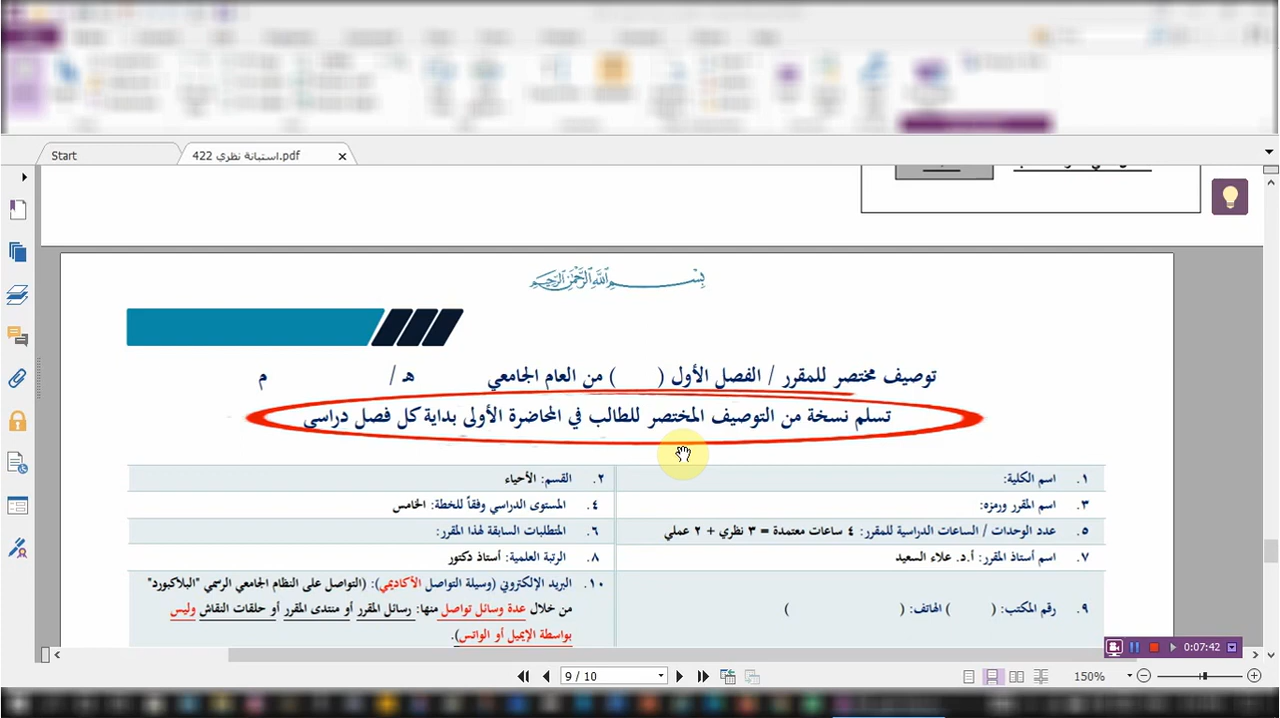 Start
استبانة نظري 422.pdf
بسم الله الرحمن الرحيم
توصيف مختصر للمقرر / الفصل الأول ( ) من العام الجامعي هـ / م
تسلم نسخة من التوصيف المختصر للطالب في المحاضرة الأولى بداية كل فصل دراسي
١. اسم الكلية:
٢. القسم: الأحياء
٣. اسم المقرر ورمزه:
٤. المستوى الدراسي وفقاً للخطة: الخامس
٥. عدد الوحدات / الساعات الدراسية للمقرر: ٤ ساعات معتمدة = ٣ نظري + ٢ عملي
٦. المتطلبات السابقة لهذا المقرر:
٧. اسم أستاذ المقرر: أ.د. علاء السعيد
٨. الرتبة العلمية: أستاذ دكتور
٩. رقم المكتب: ( ) الهاتف: ( )
١٠. البريد الإلكتروني (وسيلة التواصل الأكاديمي): (التواصل على النظام الجامعي الرسمي "البلاكبورد"
من خلال عدة وسائل تواصل منها: رسائل المقرر أو منتدى المقرر أو حلقات النقاش وليس
بواسطة الإيميل أو الواتس).
0:07:42
9 / 10
150%